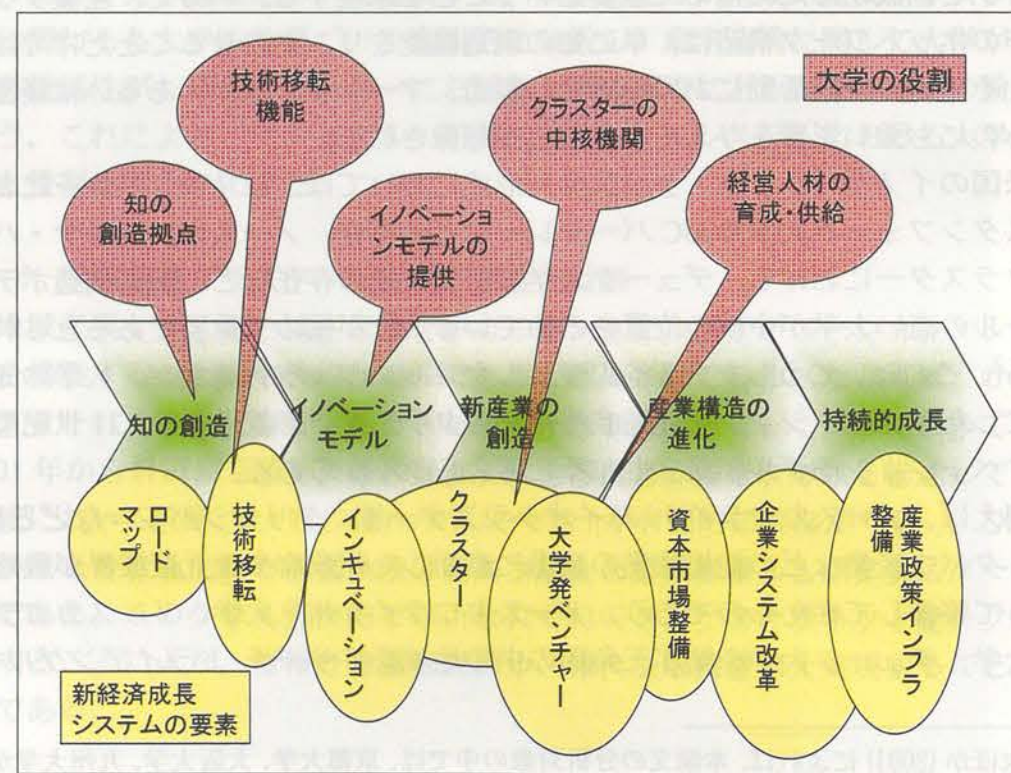 大学の役割
技術移転
機能
クラスターの
中核機関
知の
創造拠点
イノベーショ
ンモデルの
提供
経営人材の
育成・供給
知の創造
イノベーション
モデル
新産業の
創造
産業構造の
進化
持続的成長
ロード
マップ
技術移転
インキュベーション
クラスター
大学発ベンチャー
資本市場整備
企業システム改革
産業政策インフラ
整備
新経済成長
システムの要素